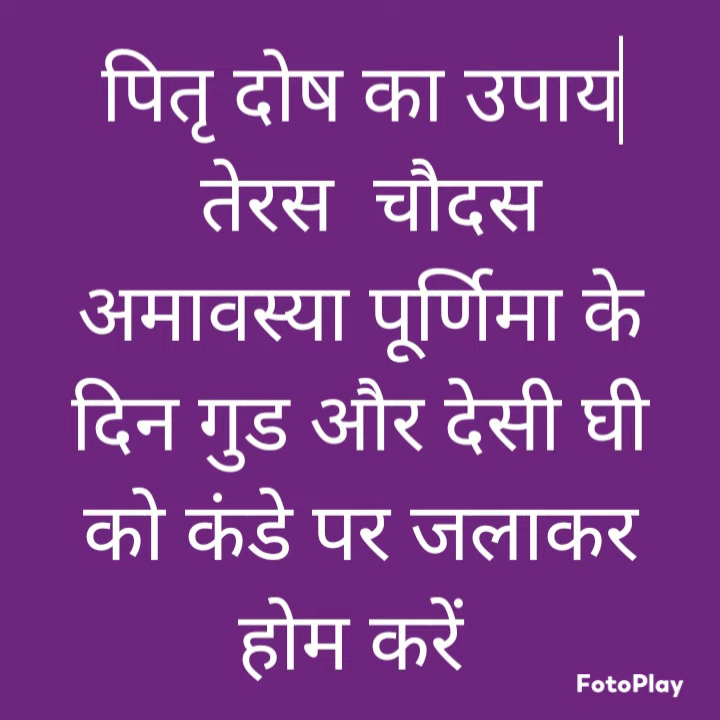 पितृ दोष का उपाय
तेरस चौदस
अमावस्या पूर्णिमा के
दिन गुड और देसी घी
को कंडे पर जलाकर
होम करें
FotoPlay